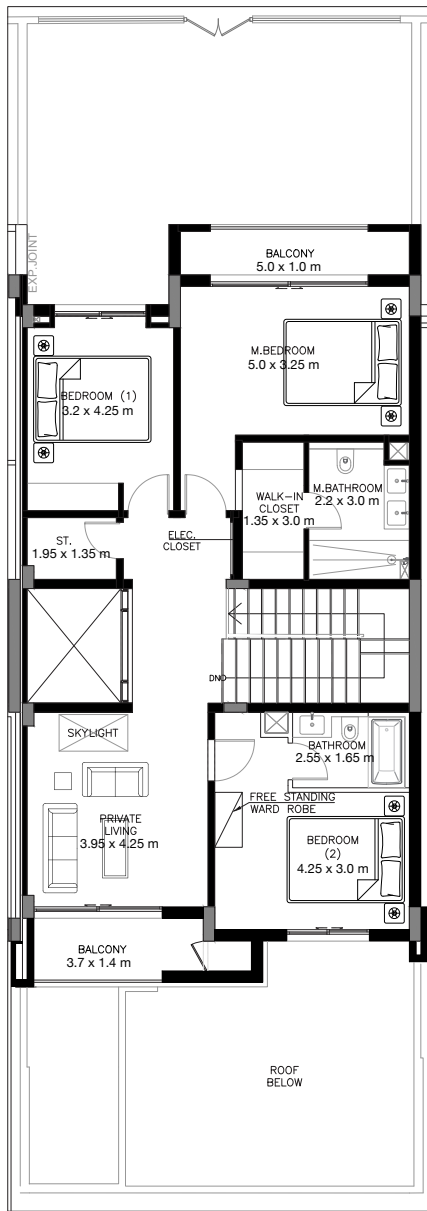 EXP.JOINT
BALCONY
5.0 x 1.0 m
M.BEDROOM
5.0 x 3.25 m
BEDROOM (1)
3.2 x 4.25 m
M.BATHROOM
2.2 x 3.0 m
WALK-IN
CLOSET
1.35 x 3.0 m
ELEC.
CLOSET
ST.
1.95 x 1.35 m
DN
SKYLIGHT
BATHROOM
2.55 x 1.65 m
FREE STANDING
WARD ROBE
PRIVATE
LIVING
3.95 x 4.25 m
BEDROOM
(2)
4.25 x 3.0 m
BALCONY
3.7 x 1.4 m
ROOF
BELOW